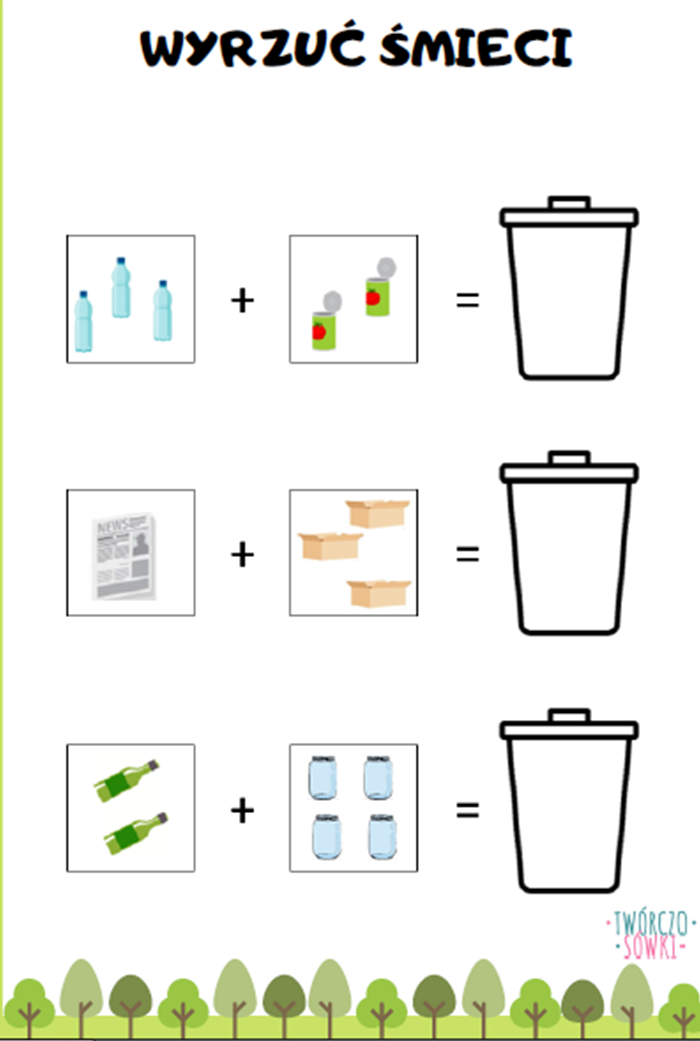 WYRZUĆ ŚMIECI
+ =
NEWS
+ =
+ =
TWÓRCZO
SÓWKI